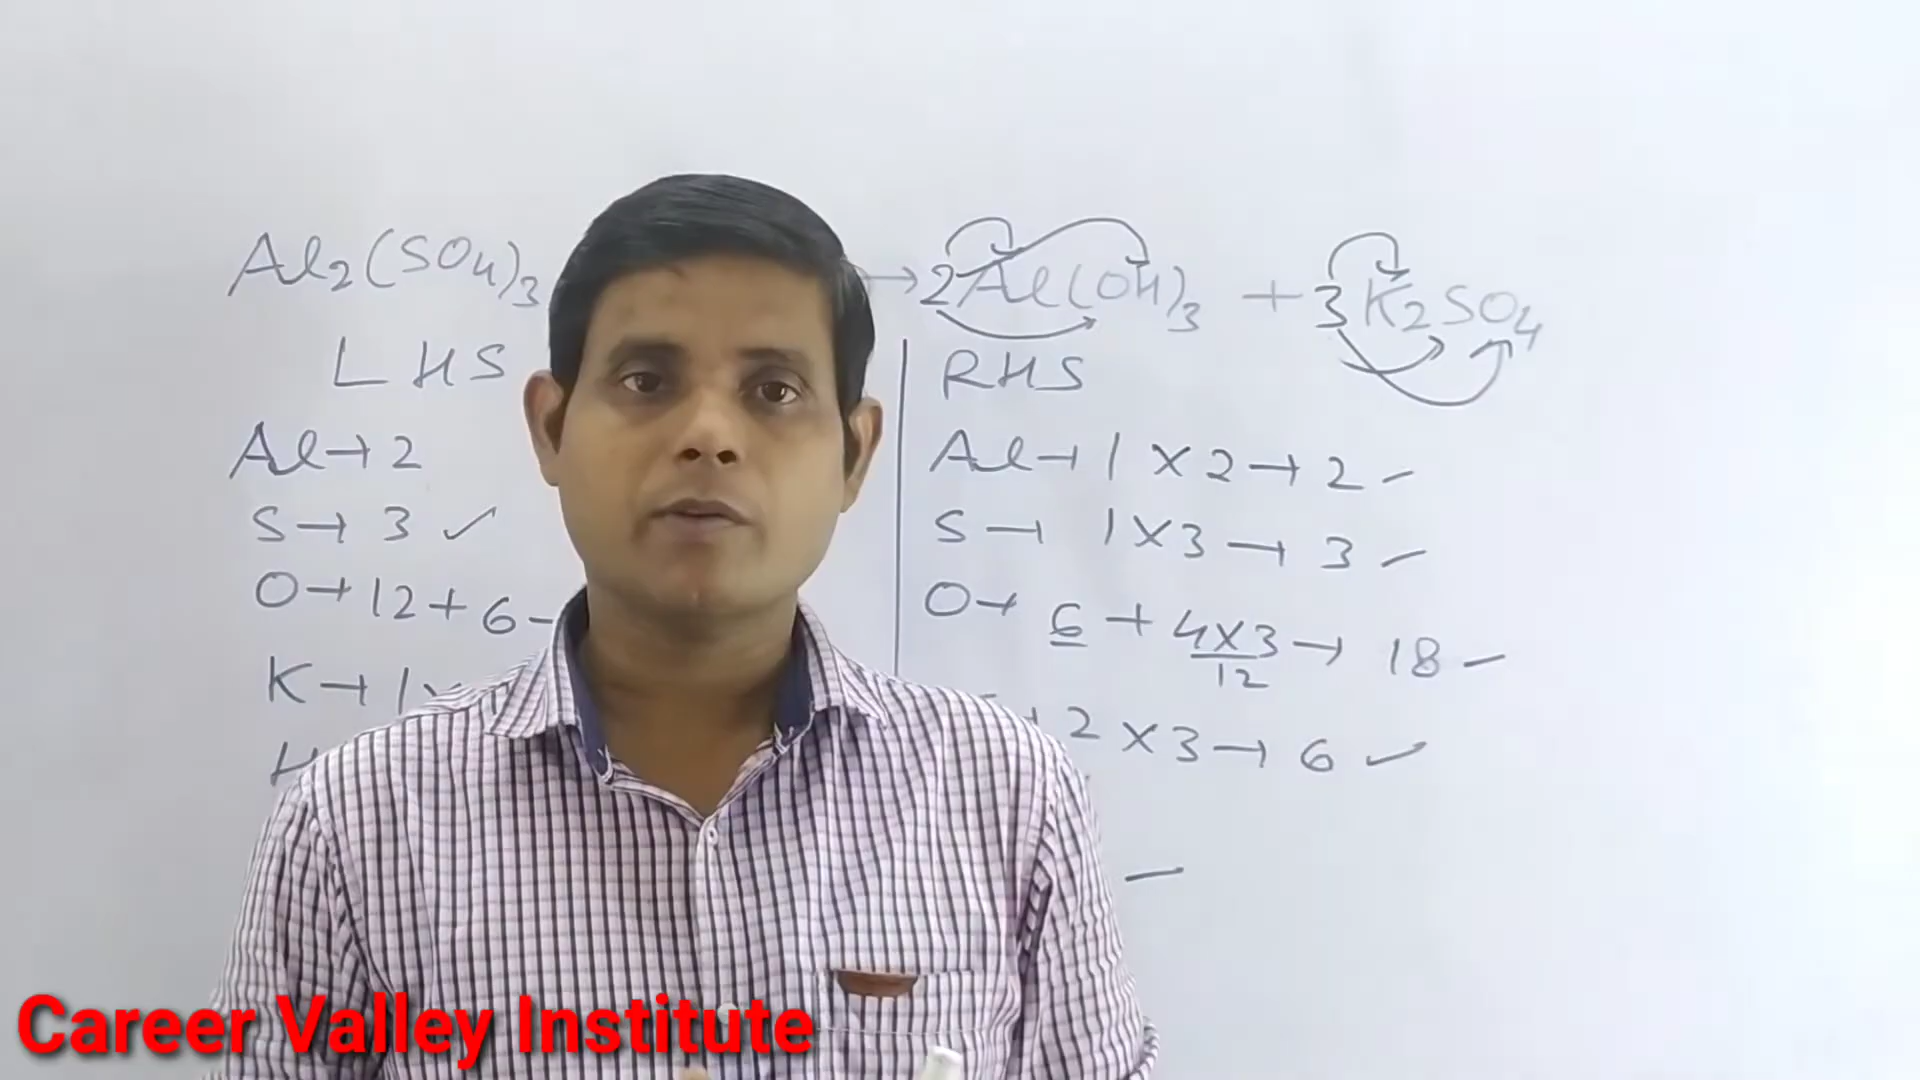 Al₂(SO₄)₃ → 2Al(OH)₃ + 3K₂SO₄
LHS RHS
Al → 2 Al → 1 × 2 → 2
S → 3 ✓ S → 1 × 3 → 3
O → 12 + 6 O → 6 + 4×3 → 18
12
K → 1 × 2 × 3 → 6 ✓
H
Career Valley Institute